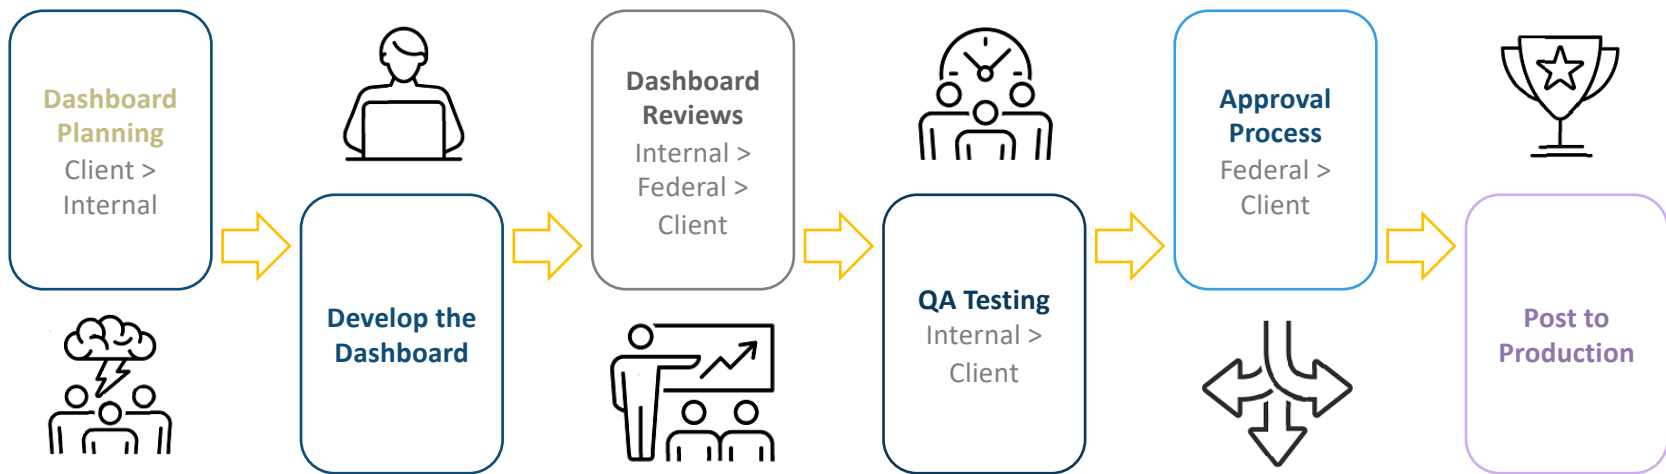 Dashboard
Planning
Client >
Internal
Develop the
Dashboard
Dashboard
Reviews
Internal >
Federal >
Client
QA Testing
Internal >
Client
Approval
Process
Federal >
Client
Post to
Production